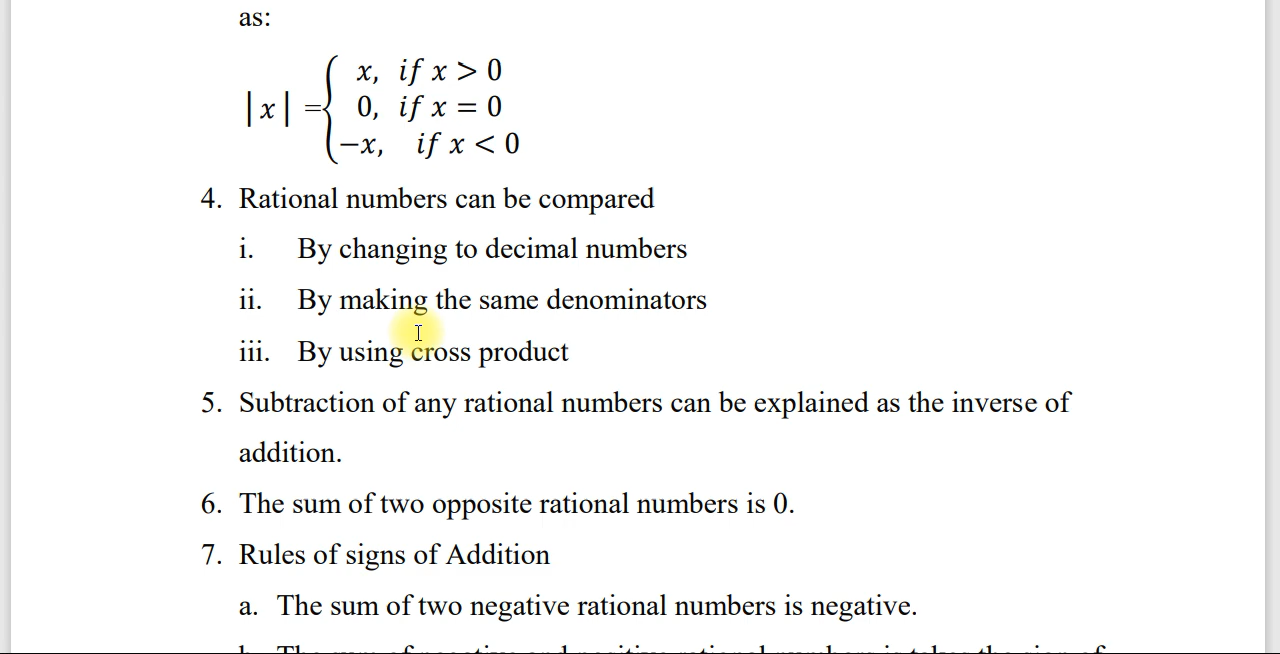 as:
|x| = { x, if x > 0
0, if x = 0
−x, if x < 0
4. Rational numbers can be compared
i. By changing to decimal numbers
ii. By making the same denominators
iii. By using cross product
5. Subtraction of any rational numbers can be explained as the inverse of
addition.
6. The sum of two opposite rational numbers is 0.
7. Rules of signs of Addition
a. The sum of two negative rational numbers is negative.